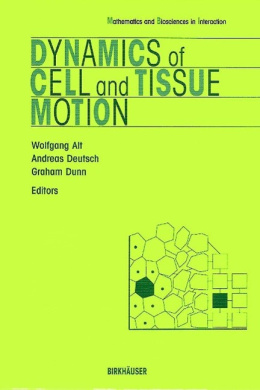 Mathematics and Biosciences in Interaction
DYNAMICS of
CELL and TISSUE
MOTION
Wolfgang Alt
Andreas Deutsch
Graham Dunn
Editors
BIRKHÄUSER